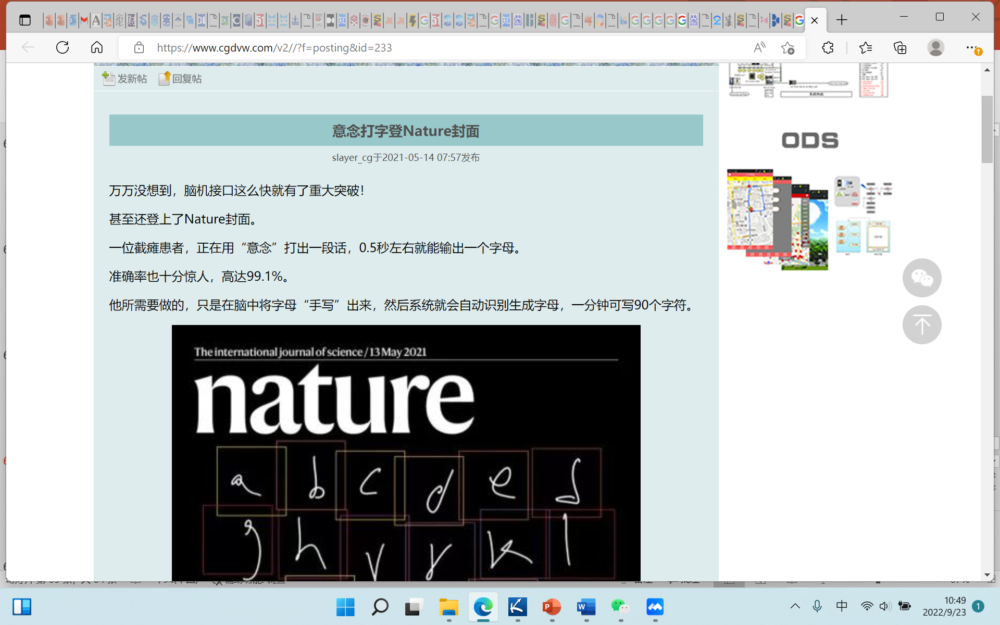 https://www.cgdvw.com/v2//?f=posting&id=233
发新帖 回复帖
意念打字登Nature封面
slayer_cg于2021-05-14 07:57发布
万万没想到，脑机接口这么快就有了重大突破！
甚至还登上了Nature封面。
一位截瘫患者，正在用“意念”打出一段话，0.5秒左右就能输出一个字母。
准确率也十分惊人，高达99.1%。
他所需要做的，只是在脑中将字母“手写”出来，然后系统就会自动识别生成字母，一分钟可写90个字符。
The international journal of science / 13 May 2021
nature
a b c d e f
g h k l
ODS
中
10:49
2022/9/23
1